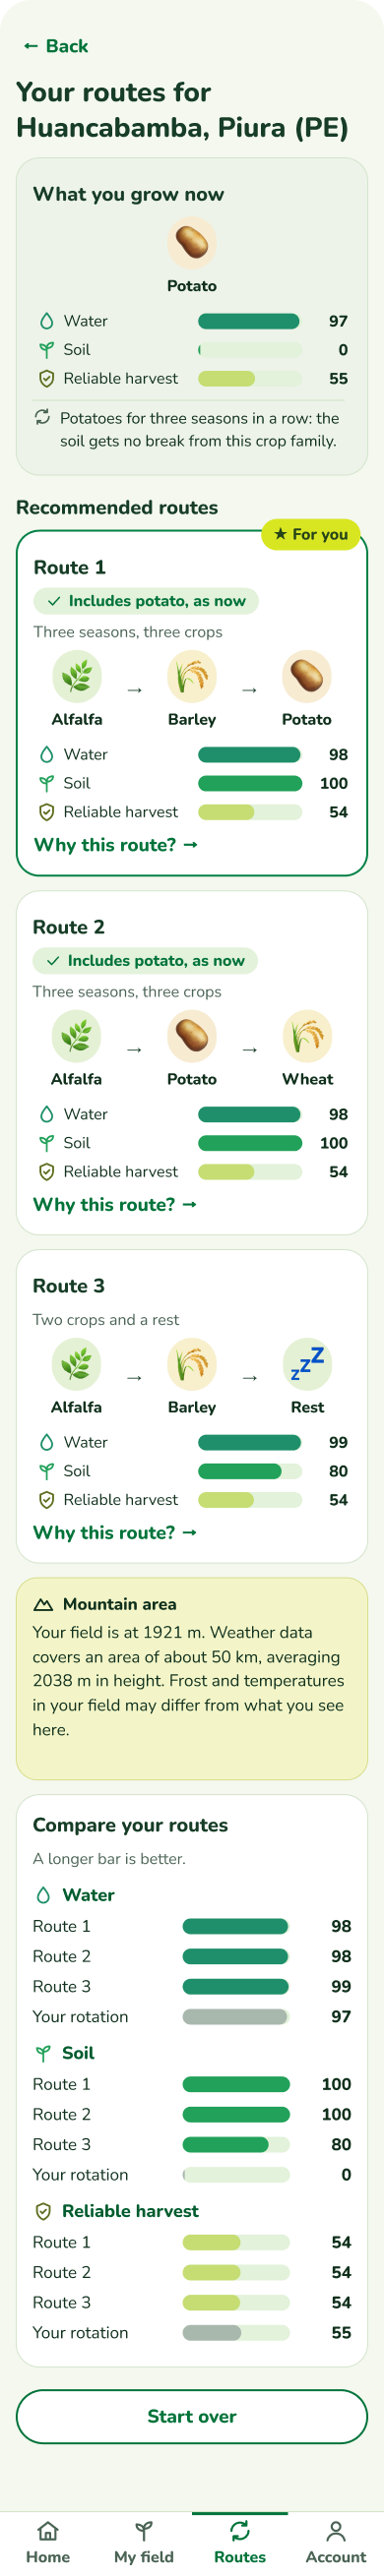 ← Back
Your routes for
Huancabamba, Piura (PE)
What you grow now
Potato
Water 97
Soil 0
Reliable harvest 55
Potatoes for three seasons in a row: the
soil gets no break from this crop family.
Recommended routes
★ For you
Route 1
✓ Includes potato, as now
Three seasons, three crops
→ →
Alfalfa Barley Potato
Water 98
Soil 100
Reliable harvest 54
Why this route? →
Route 2
✓ Includes potato, as now
Three seasons, three crops
→ →
Alfalfa Potato Wheat
Water 98
Soil 100
Reliable harvest 54
Why this route? →
Route 3
Two crops and a rest
→ → zzZ
Alfalfa Barley Rest
Water 99
Soil 80
Reliable harvest 54
Why this route? →
Mountain area
Your field is at 1921 m. Weather data
covers an area of about 50 km, averaging
2038 m in height. Frost and temperatures
in your field may differ from what you see
here.
Compare your routes
A longer bar is better.
Water
Route 1 98
Route 2 98
Route 3 99
Your rotation 97
Soil
Route 1 100
Route 2 100
Route 3 80
Your rotation 0
Reliable harvest
Route 1 54
Route 2 54
Route 3 54
Your rotation 55
Start over
Home My field Routes Account